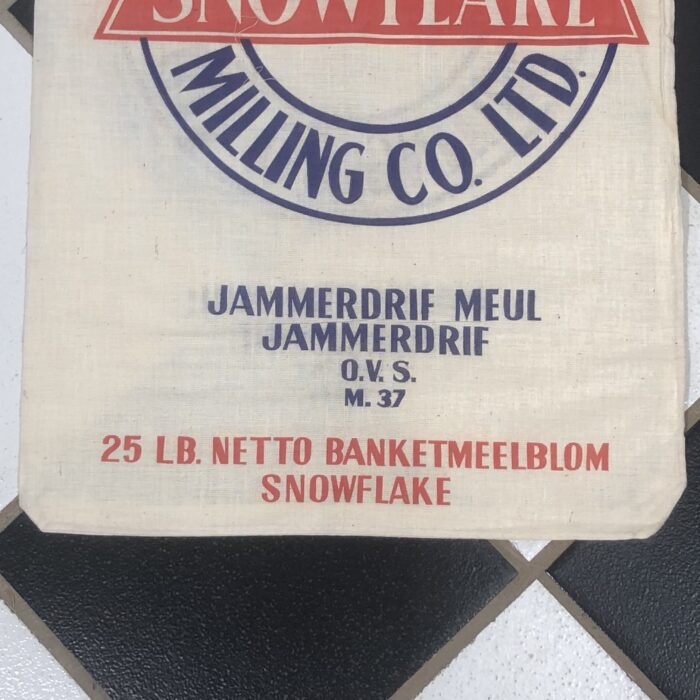 SNOWFLAKE
MILLING CO. LTD.
JAMMERDRIF MEUL
JAMMERDRIF
O.V. S.
M. 37
25 LB. NETTO BANKETMEELBLOM
SNOWFLAKE